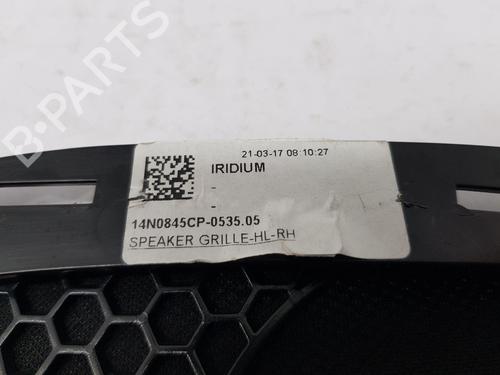 B-Parts
21-03-17 08:10:27
IRIDIUM
-
-
14N0845CP-0535.05
SPEAKER GRILLE-HL-RH